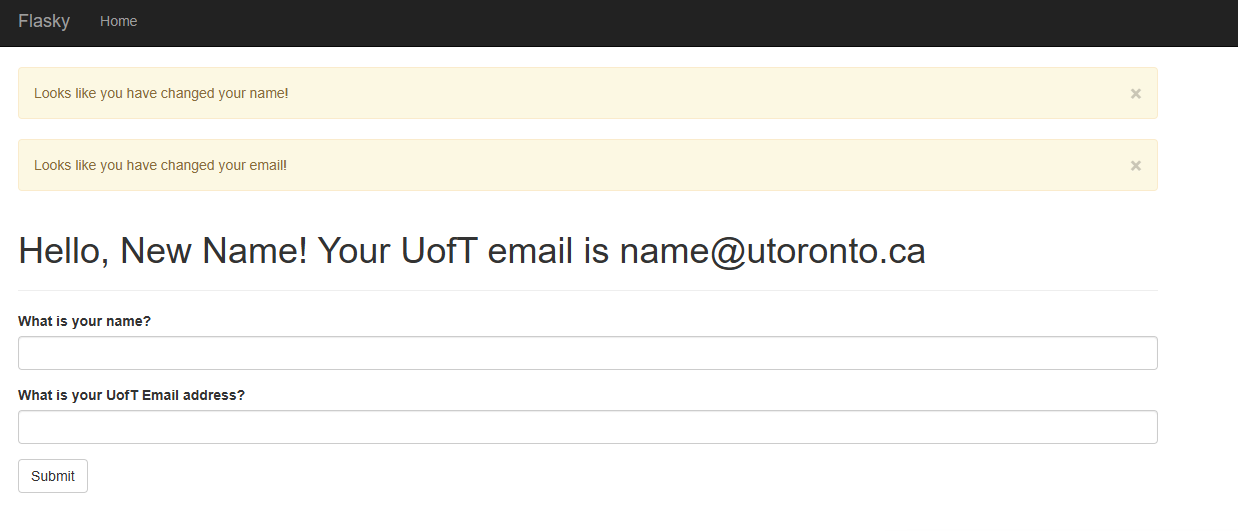 Flasky Home
Looks like you have changed your name! ×
Looks like you have changed your email! ×
Hello, New Name! Your UofT email is name@utoronto.ca
What is your name?
What is your UofT Email address?
Submit